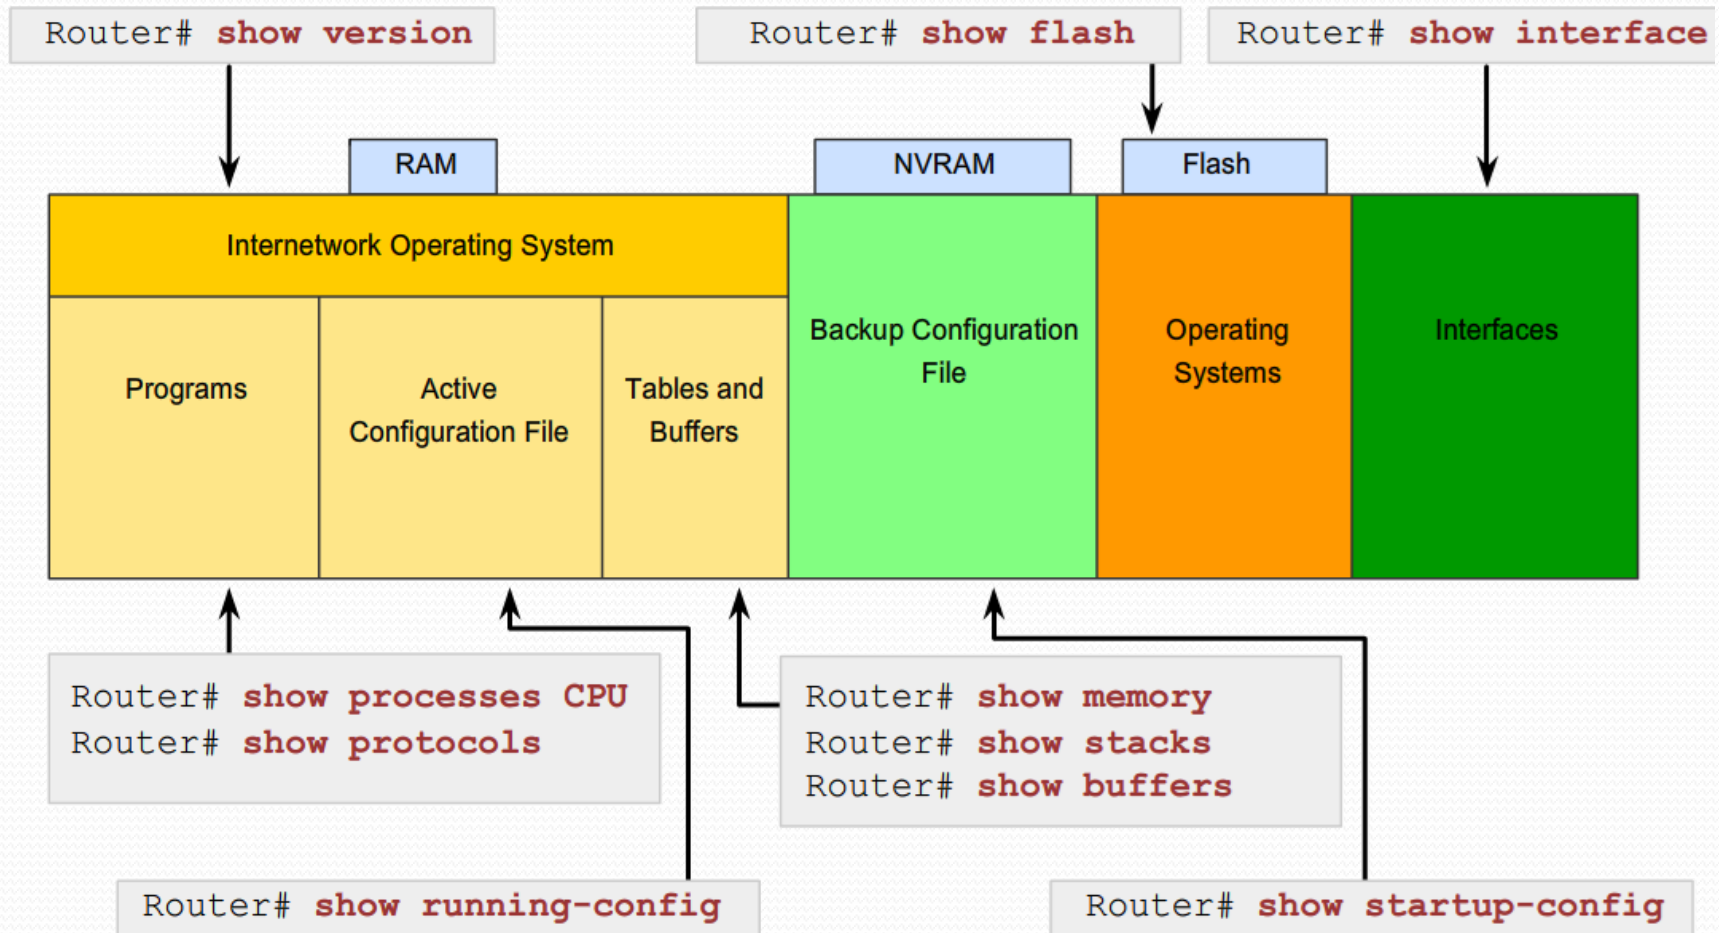 Router# show version
Router# show flash
Router# show interface
RAM
NVRAM
Flash
Internetwork Operating System
Programs
Active
Configuration File
Tables and
Buffers
Backup Configuration
File
Operating
Systems
Interfaces
Router# show processes CPU
Router# show protocols
Router# show memory
Router# show stacks
Router# show buffers
Router# show running-config
Router# show startup-config